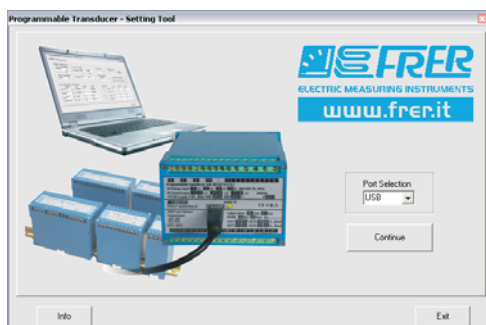 Programmable Transducer - Setting Tool
FRER
ELECTRIC MEASURING INSTRUMENTS
www.frer.it
Port Selection
USB
Continue
Info
Exit